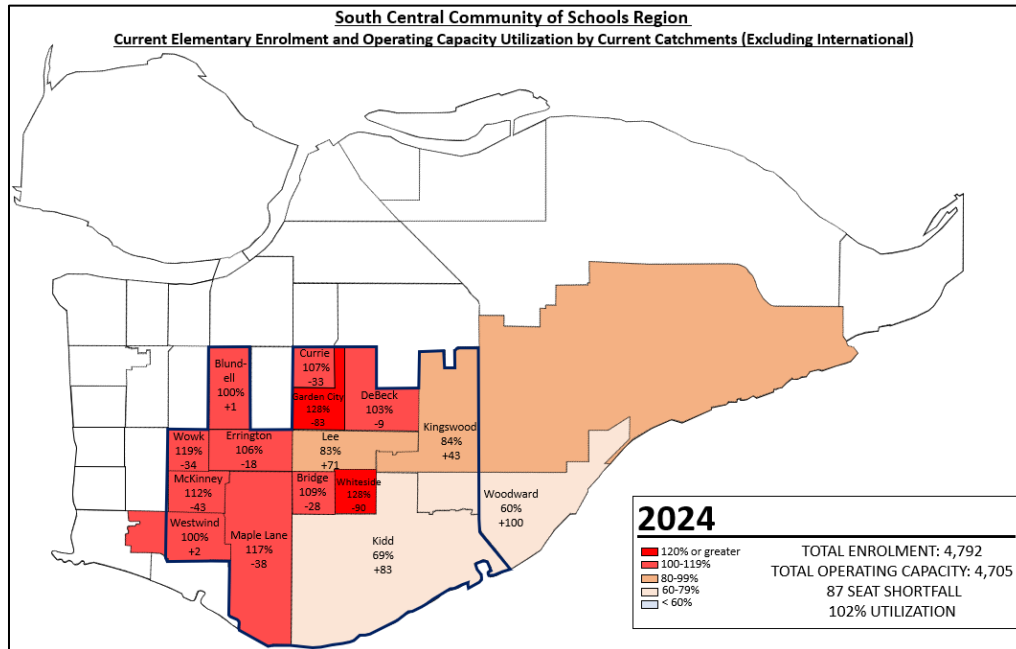 South Central Community of Schools Region
Current Elementary Enrolment and Operating Capacity Utilization by Current Catchments (Excluding International)
Blund-
ell
100%
+1
Currie
107%
-33
Garden City
128%
-83
DeBeck
103%
-9
Kingswood
84%
+43
Wowk
119%
-34
Errington
106%
-18
Lee
83%
+71
McKinney
112%
-43
Bridge
109%
-28
Whiteside
128%
-90
Woodward
60%
+100
Westwind
100%
+2
Maple Lane
117%
-38
Kidd
69%
+83
2024
120% or greater
100-119%
80-99%
60-79%
< 60%
TOTAL ENROLMENT: 4,792
TOTAL OPERATING CAPACITY: 4,705
87 SEAT SHORTFALL
102% UTILIZATION